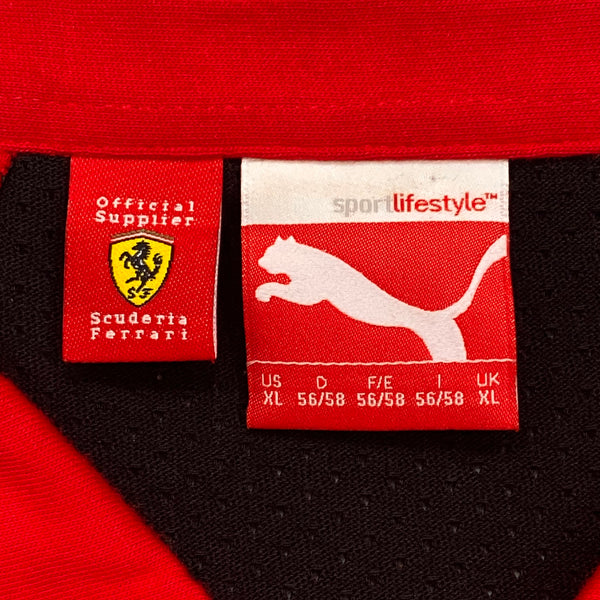 Official
Supplier
S F
Scuderia
Ferrari
sportlifestyle™
US D F/E I UK
XL 56/58 56/58 56/58 XL